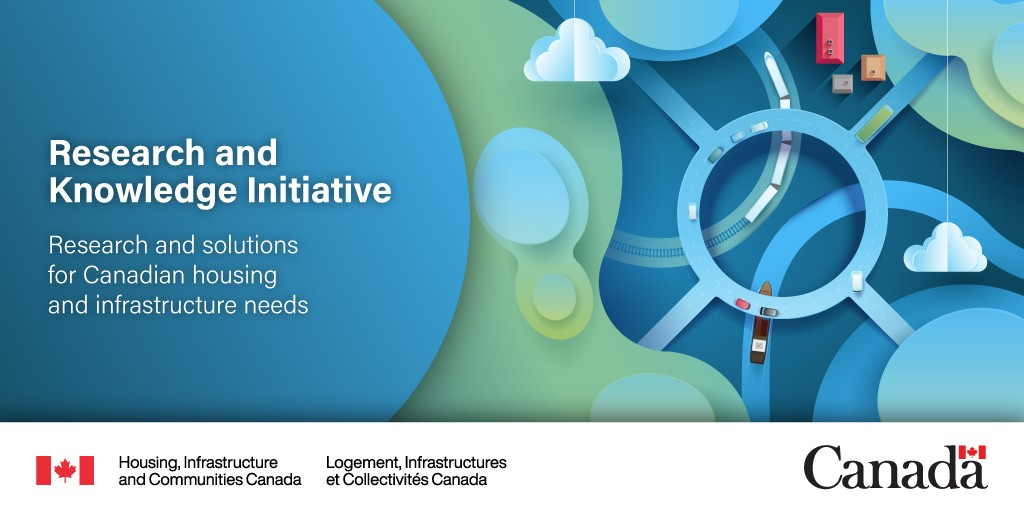 Research and
Knowledge Initiative
Research and solutions
for Canadian housing
and infrastructure needs
Housing, Infrastructure
and Communities Canada
Logement, Infrastructures
et Collectivités Canada
Canada